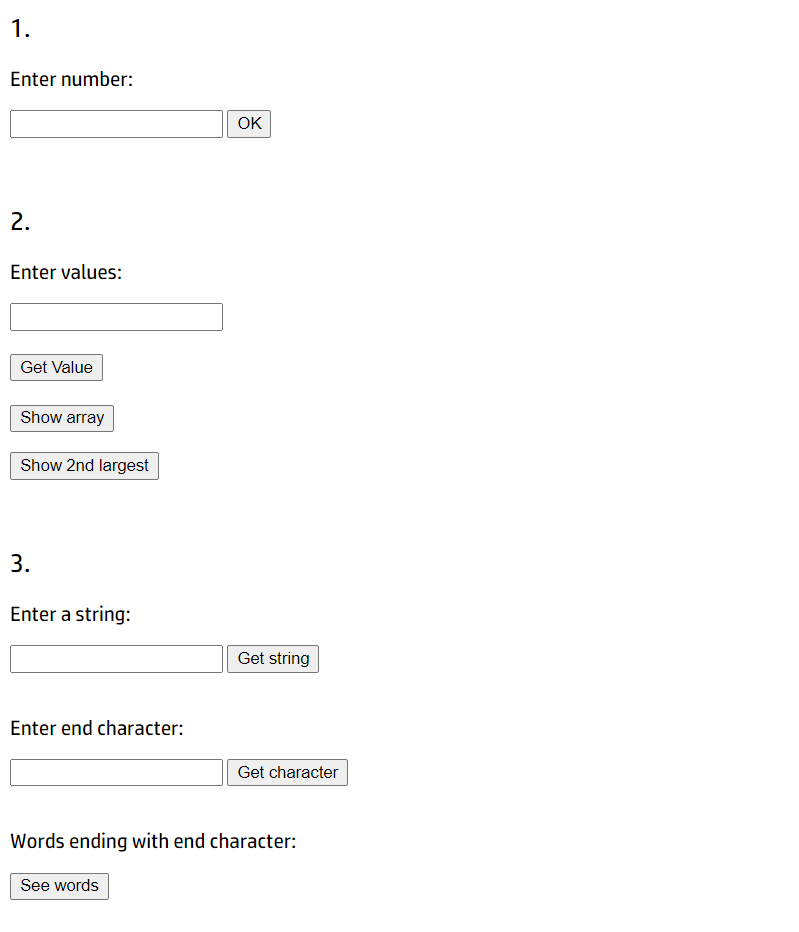 1.
Enter number:
OK
2.
Enter values:
Get Value
Show array
Show 2nd largest
3.
Enter a string:
Get string
Enter end character:
Get character
Words ending with end character:
See words